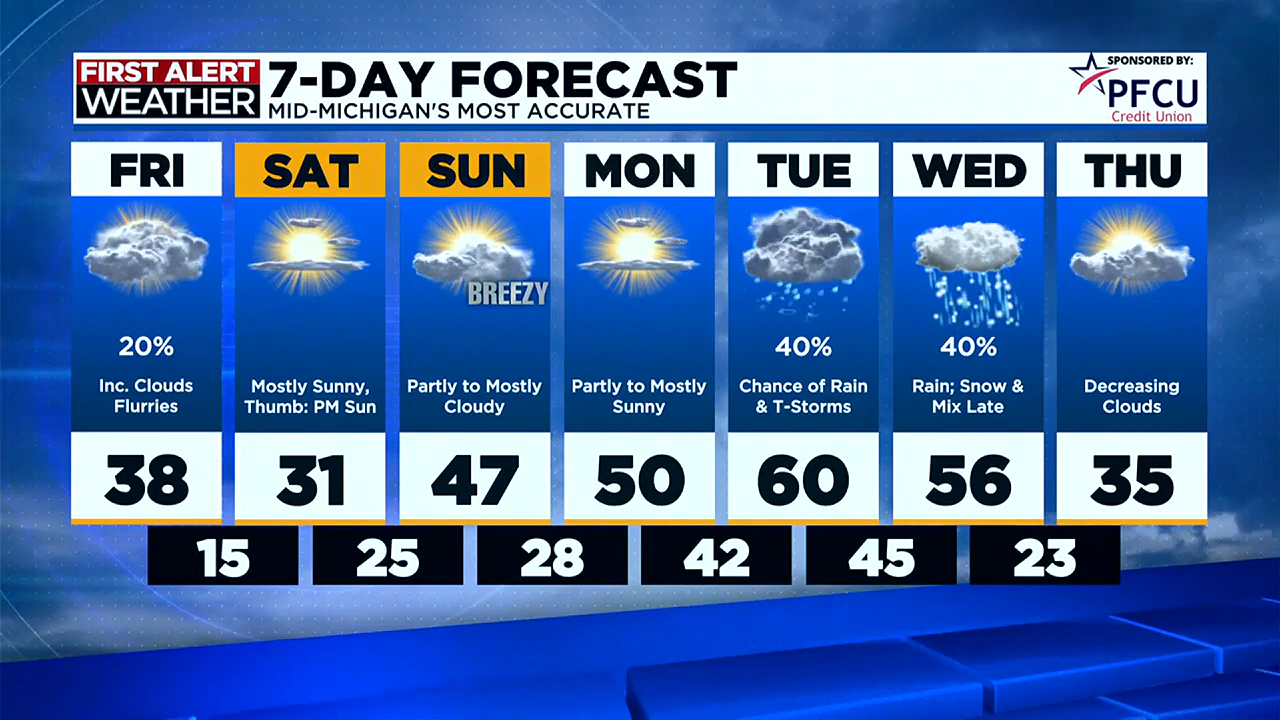 FIRST ALERT
WEATHER
7-DAY FORECAST
MID-MICHIGAN'S MOST ACCURATE
SPONSORED BY:
PFCU
Credit Union
FRI
SAT
SUN
MON
TUE
WED
THU
BREEZY
20%
40%
40%
Inc. Clouds
Flurries
Mostly Sunny,
Thumb: PM Sun
Partly to Mostly
Cloudy
Partly to Mostly
Sunny
Chance of Rain
& T-Storms
Rain; Snow &
Mix Late
Decreasing
Clouds
38
31
47
50
60
56
35
15
25
28
42
45
23